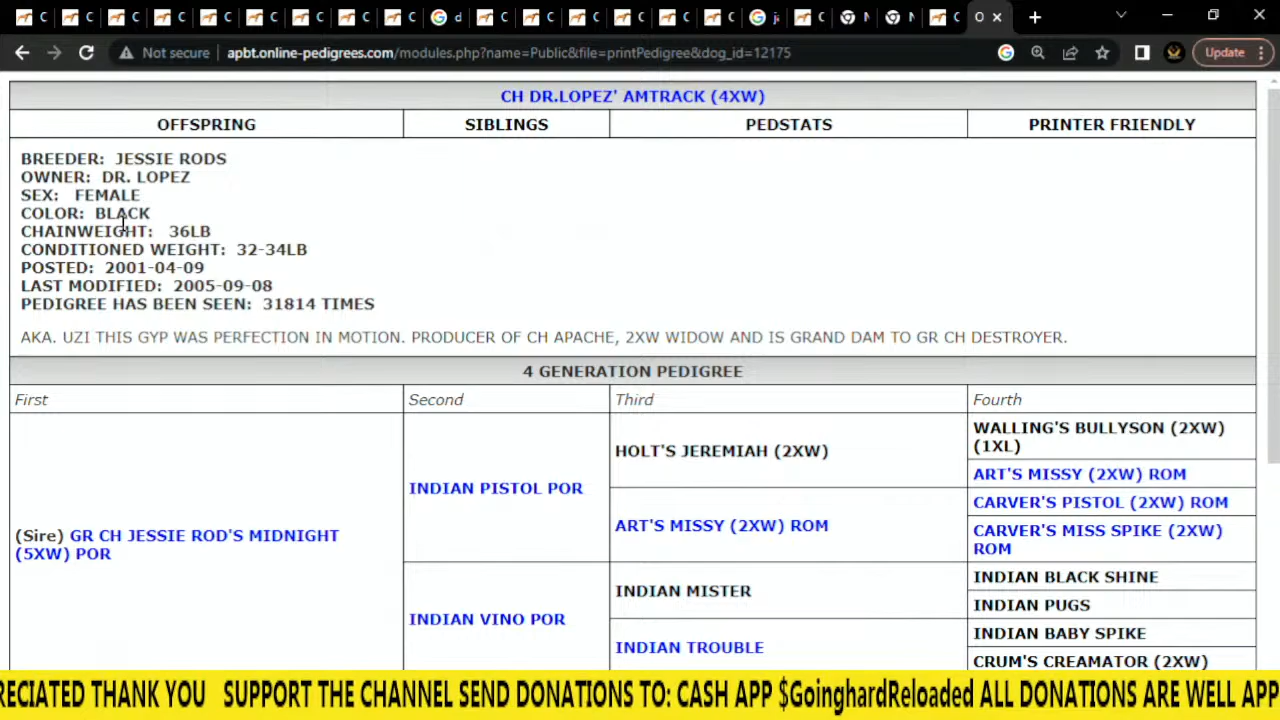 Not secure apbt.online-pedigrees.com/modules.php?name=Public&file=printPedigree&dog_id=12175 Update
CH DR.LOPEZ' AMTRACK (4XW)
OFFSPRING SIBLINGS PEDSTATS PRINTER FRIENDLY
BREEDER: JESSIE RODS
OWNER: DR. LOPEZ
SEX: FEMALE
COLOR: BLACK
CHAINWEIGHT: 36LB
CONDITIONED WEIGHT: 32-34LB
POSTED: 2001-04-09
LAST MODIFIED: 2005-09-08
PEDIGREE HAS BEEN SEEN: 31814 TIMES
AKA. UZI THIS GYP WAS PERFECTION IN MOTION. PRODUCER OF CH APACHE, 2XW WIDOW AND IS GRAND DAM TO GR CH DESTROYER.
4 GENERATION PEDIGREE
First Second Third Fourth
(Sire) GR CH JESSIE ROD'S MIDNIGHT
(5XW) POR
INDIAN PISTOL POR
HOLT'S JEREMIAH (2XW)
WALLING'S BULLYSON (2XW)
(1XL)
ART'S MISSY (2XW) ROM
ART'S MISSY (2XW) ROM
CARVER'S PISTOL (2XW) ROM
CARVER'S MISS SPIKE (2XW)
ROM
INDIAN VINO POR
INDIAN MISTER
INDIAN BLACK SHINE
INDIAN PUGS
INDIAN TROUBLE
INDIAN BABY SPIKE
CRUM'S CREAMATOR (2XW)
RECIATED THANK YOU SUPPORT THE CHANNEL SEND DONATIONS TO: CASH APP $GoinghardReloaded ALL DONATIONS ARE WELL APP